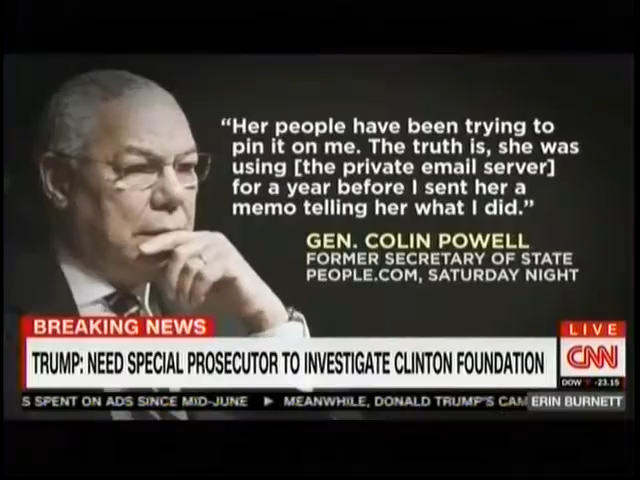 “Her people have been trying to
pin it on me. The truth is, she was
using [the private email server]
for a year before I sent her a
memo telling her what I did.”
GEN. COLIN POWELL
FORMER SECRETARY OF STATE
PEOPLE.COM, SATURDAY NIGHT
BREAKING NEWS
LIVE
TRUMP: NEED SPECIAL PROSECUTOR TO INVESTIGATE CLINTON FOUNDATION
CNN
DOW ▼ -23.15
S SPENT ON ADS SINCE MID-JUNE ► MEANWHILE, DONALD TRUMP'S CAM
ERIN BURNETT